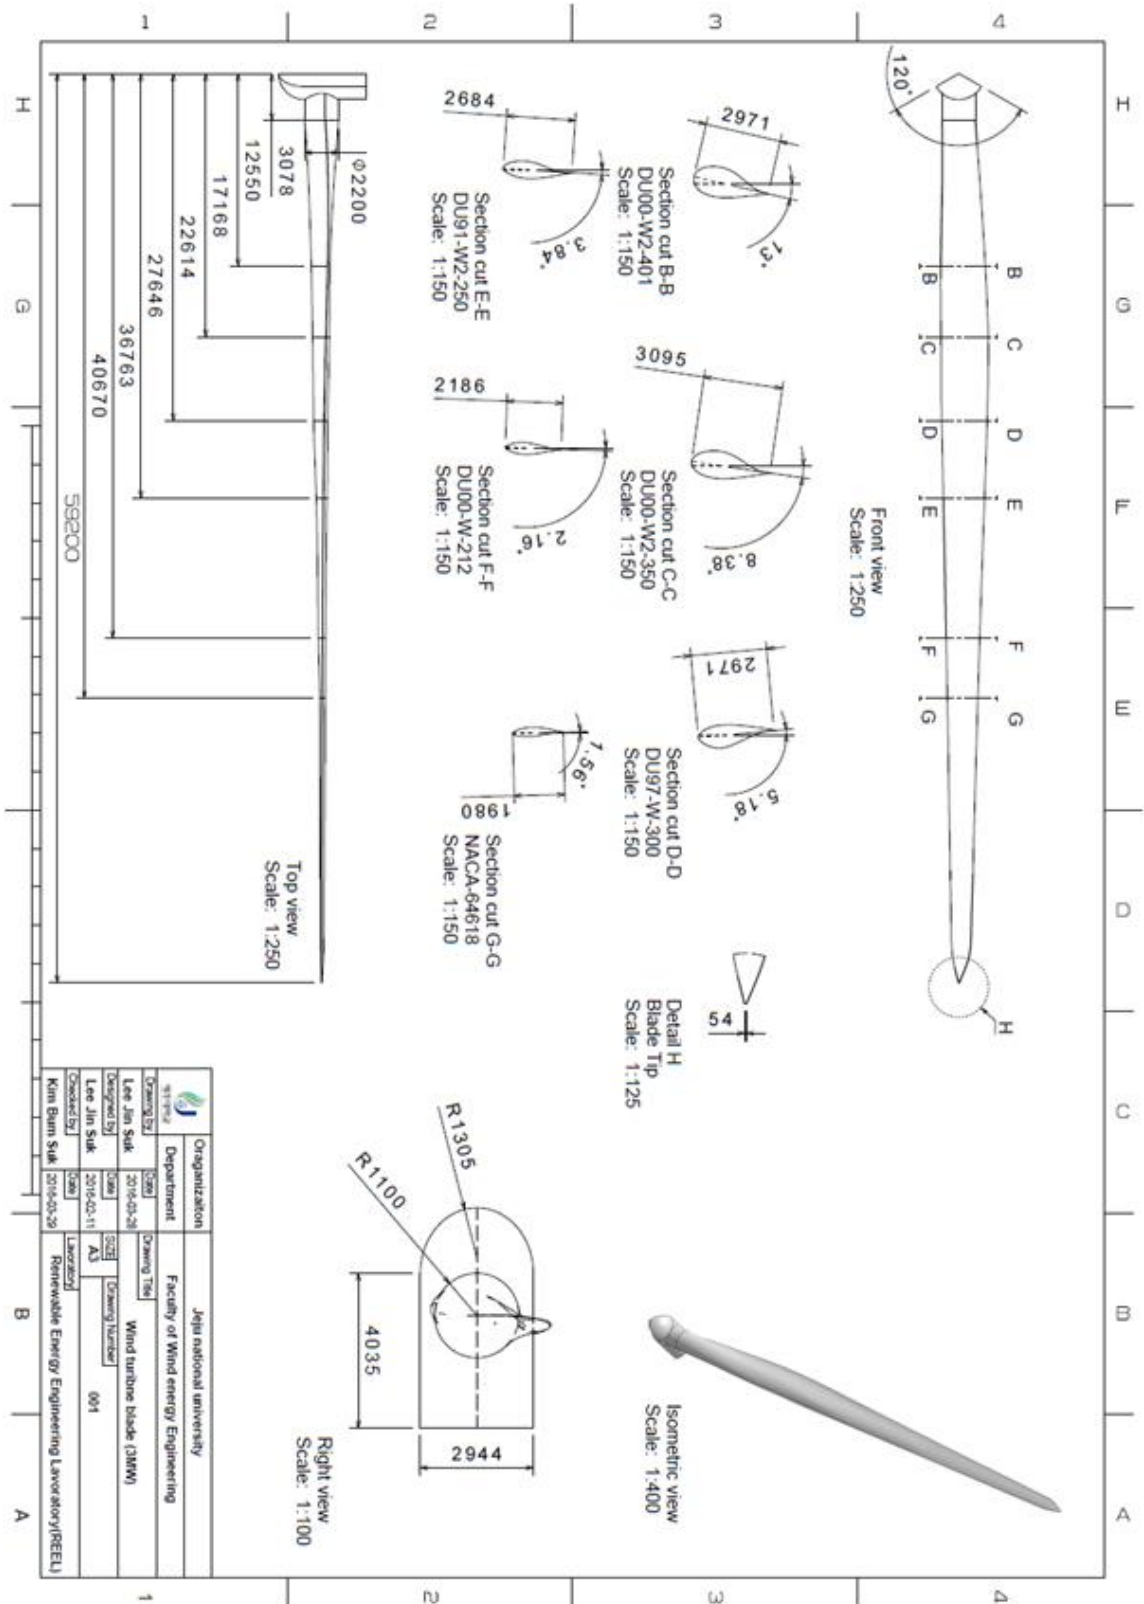 4
3
2
1
H
G
F
E
D
C
B
A
120°
B
C
D
E
F
G
B
C
D
E
F
G
H
Front view
Scale: 1:250
2971
13°
Section cut B-B
DU00-W2-401
Scale: 1:150
3095
8.38°
Section cut C-C
DU00-W2-350
Scale: 1:150
2971
5.18°
Section cut D-D
DU97-W-300
Scale: 1:150
54
Detail H
Blade Tip
Scale: 1:125
Isometric view
Scale: 1:400
2684
3.84°
Section cut E-E
DU91-W2-250
Scale: 1:150
2186
2.16°
Section cut F-F
DU00-W-212
Scale: 1:150
1.56°
1980
Section cut G-G
NACA-64618
Scale: 1:150
R1305
R1100
4035
2944
Right view
Scale: 1:100
Φ2200
3078
12550
17168
22614
27646
36763
40670
59200
Top view
Scale: 1:250
Oraganizaiton
Jeju national university
Department
Faculty of Wind energy Engineering
Drawing by
Date
Drawing Title
Lee Jin Suk
2016-03-28
Wind turibne blade (3MW)
Designed by
Date
SIZE
Drawing Number
Lee Jin Suk
2016-02-11
A3
001
Checked by
Date
Lavoratory
Kim Bum Suk
2016-03-29
Renewable Energy Engineering Lavoratory(REEL)
H
G
F
E
D
C
B
A
4
3
2
1